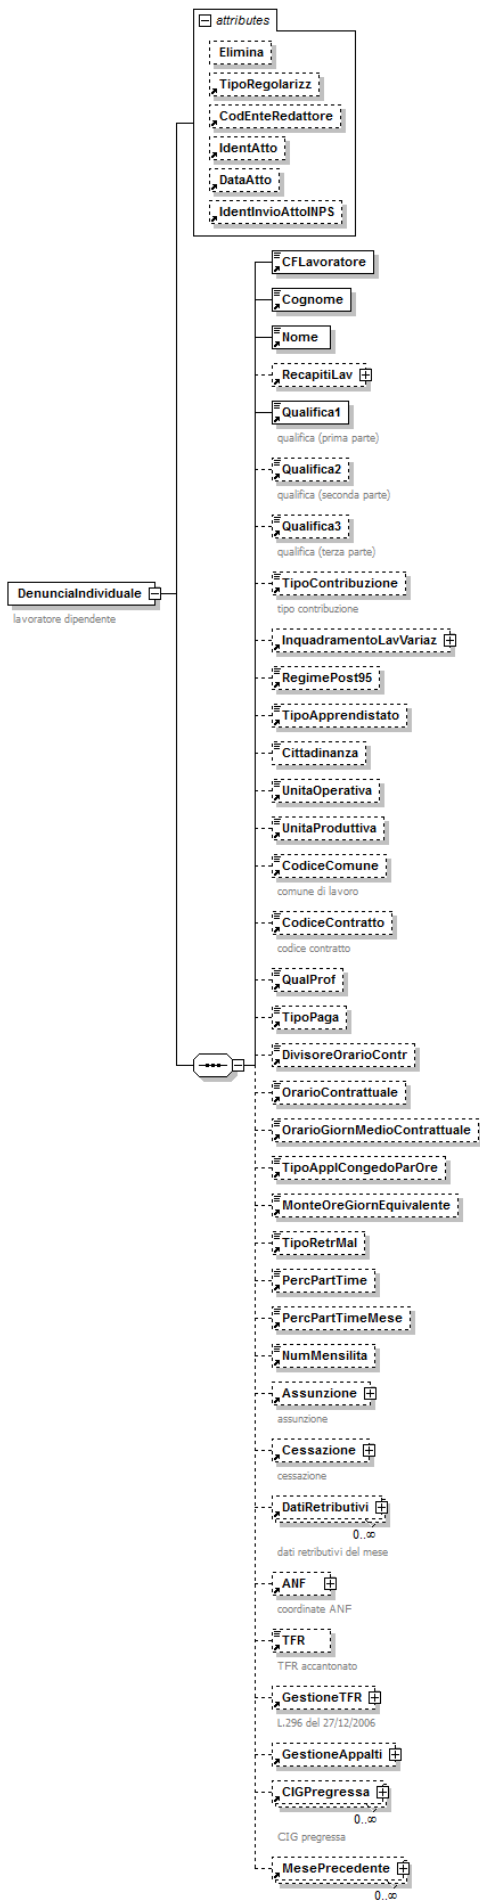 attributes
Elimina
TipoRegolarizz
CodEnteRedattore
IdentAtto
DataAtto
IdentInvioAttoINPS
CFLavoratore
Cognome
Nome
RecapitiLav
Qualifica1
qualifica (prima parte)
Qualifica2
qualifica (seconda parte)
Qualifica3
qualifica (terza parte)
DenunciaIndividuale
lavoratore dipendente
TipoContribuzione
tipo contribuzione
InquadramentoLavVariaz
RegimePost95
TipoApprendistato
Cittadinanza
UnitaOperativa
UnitaProduttiva
CodiceComune
comune di lavoro
CodiceContratto
codice contratto
QualProf
TipoPaga
DivisoreOrarioContr
OrarioContrattuale
OrarioGiornMedioContrattuale
TipoApplCongedoParOre
MonteOreGiornEquivalente
TipoRetrMal
PercPartTime
PercPartTimeMese
NumMensilita
Assunzione
assunzione
Cessazione
cessazione
DatiRetributivi
0..∞
dati retributivi del mese
ANF
coordinate ANF
TFR
TFR accantonato
GestioneTFR
L.296 del 27/12/2006
GestioneAppalti
CIGPregressa
0..∞
CIG pregressa
MesePrecedente
0..∞